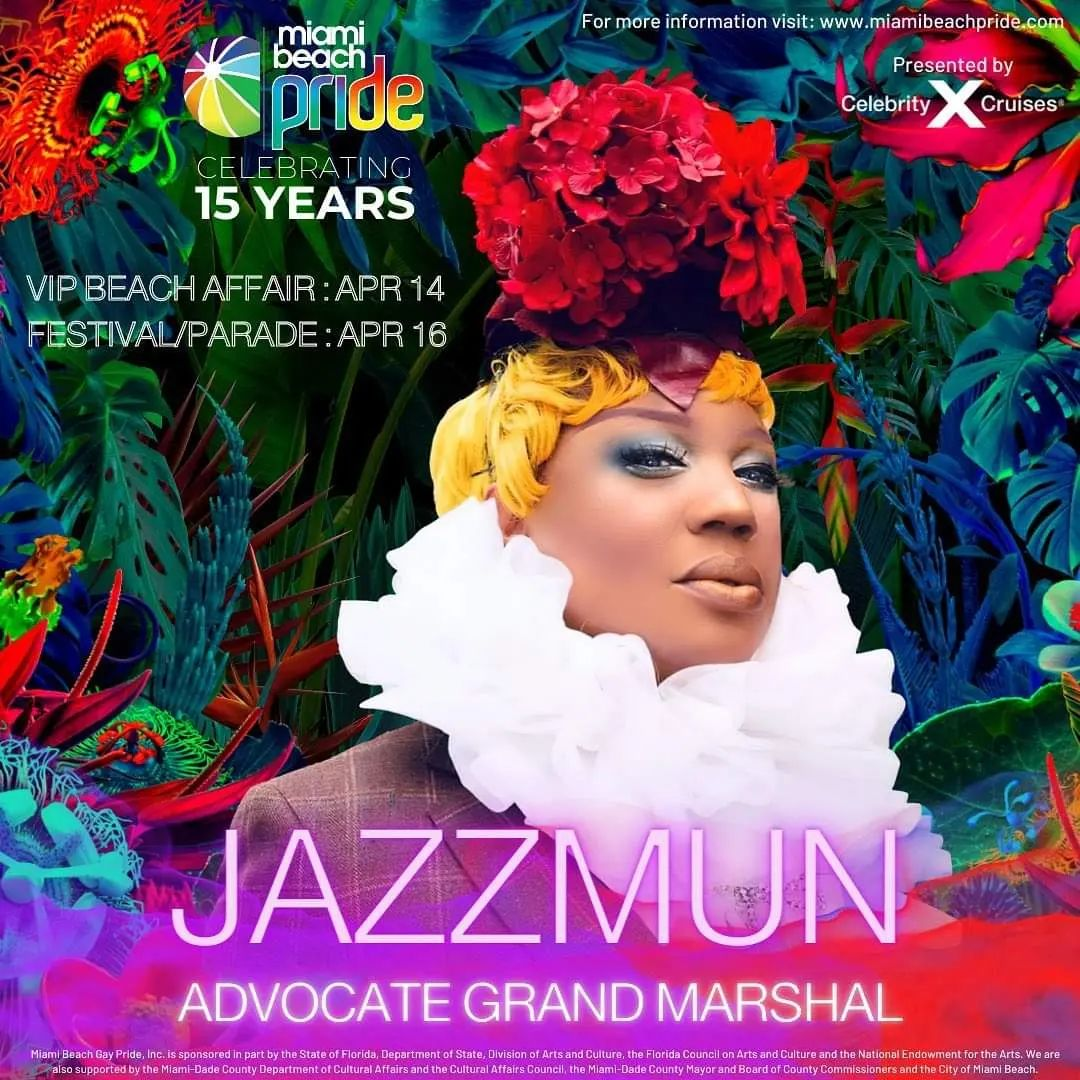 For more information visit: www.miamibeachpride.com
miami
beach
pride
CELEBRATING
15 YEARS
Presented by
Celebrity X Cruises®
VIP BEACH AFFAIR : APR 14
FESTIVAL/PARADE : APR 16
JAZZMUN
ADVOCATE GRAND MARSHAL
Miami Beach Gay Pride, Inc. is sponsored in part by the State of Florida, Department of State, Division of Arts and Culture, the Florida Council on Arts and Culture and the National Endowment for the Arts. We are
also supported by the Miami-Dade County Department of Cultural Affairs and the Cultural Affairs Council, the Miami-Dade County Mayor and Board of County Commissioners and the City of Miami Beach.